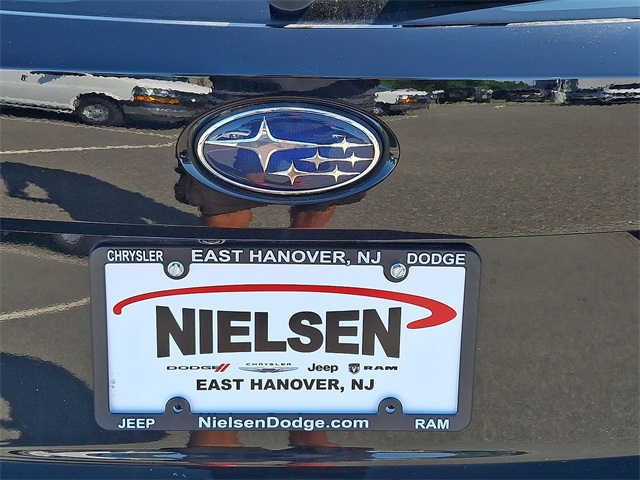 CHRYSLER EAST HANOVER, NJ DODGE
NIELSEN
DODGE CHRYSLER Jeep RAM
EAST HANOVER, NJ
JEEP NielsenDodge.com RAM